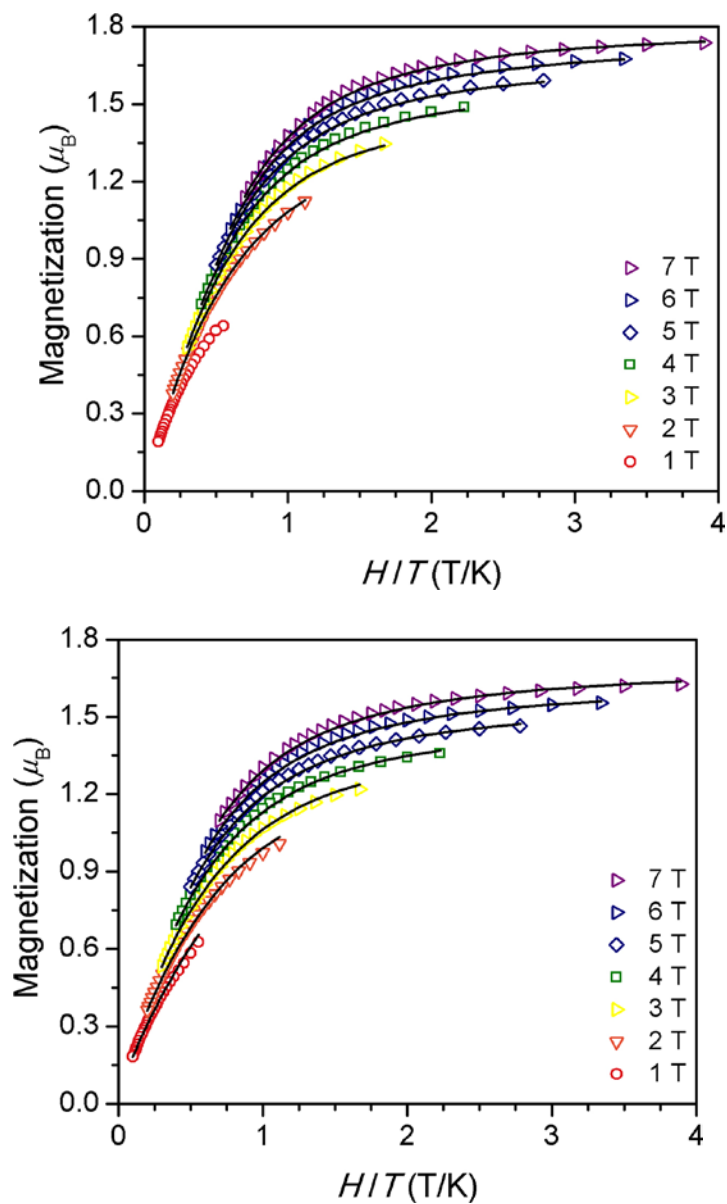 1.8
1.5
1.2
0.9
0.6
0.3
0.0
Magnetization (μB)
7 T
6 T
5 T
4 T
3 T
2 T
1 T
0 1 2 3 4
H / T (T/K)
1.8
1.5
1.2
0.9
0.6
0.3
0.0
Magnetization (μB)
7 T
6 T
5 T
4 T
3 T
2 T
1 T
0 1 2 3 4
H / T (T/K)